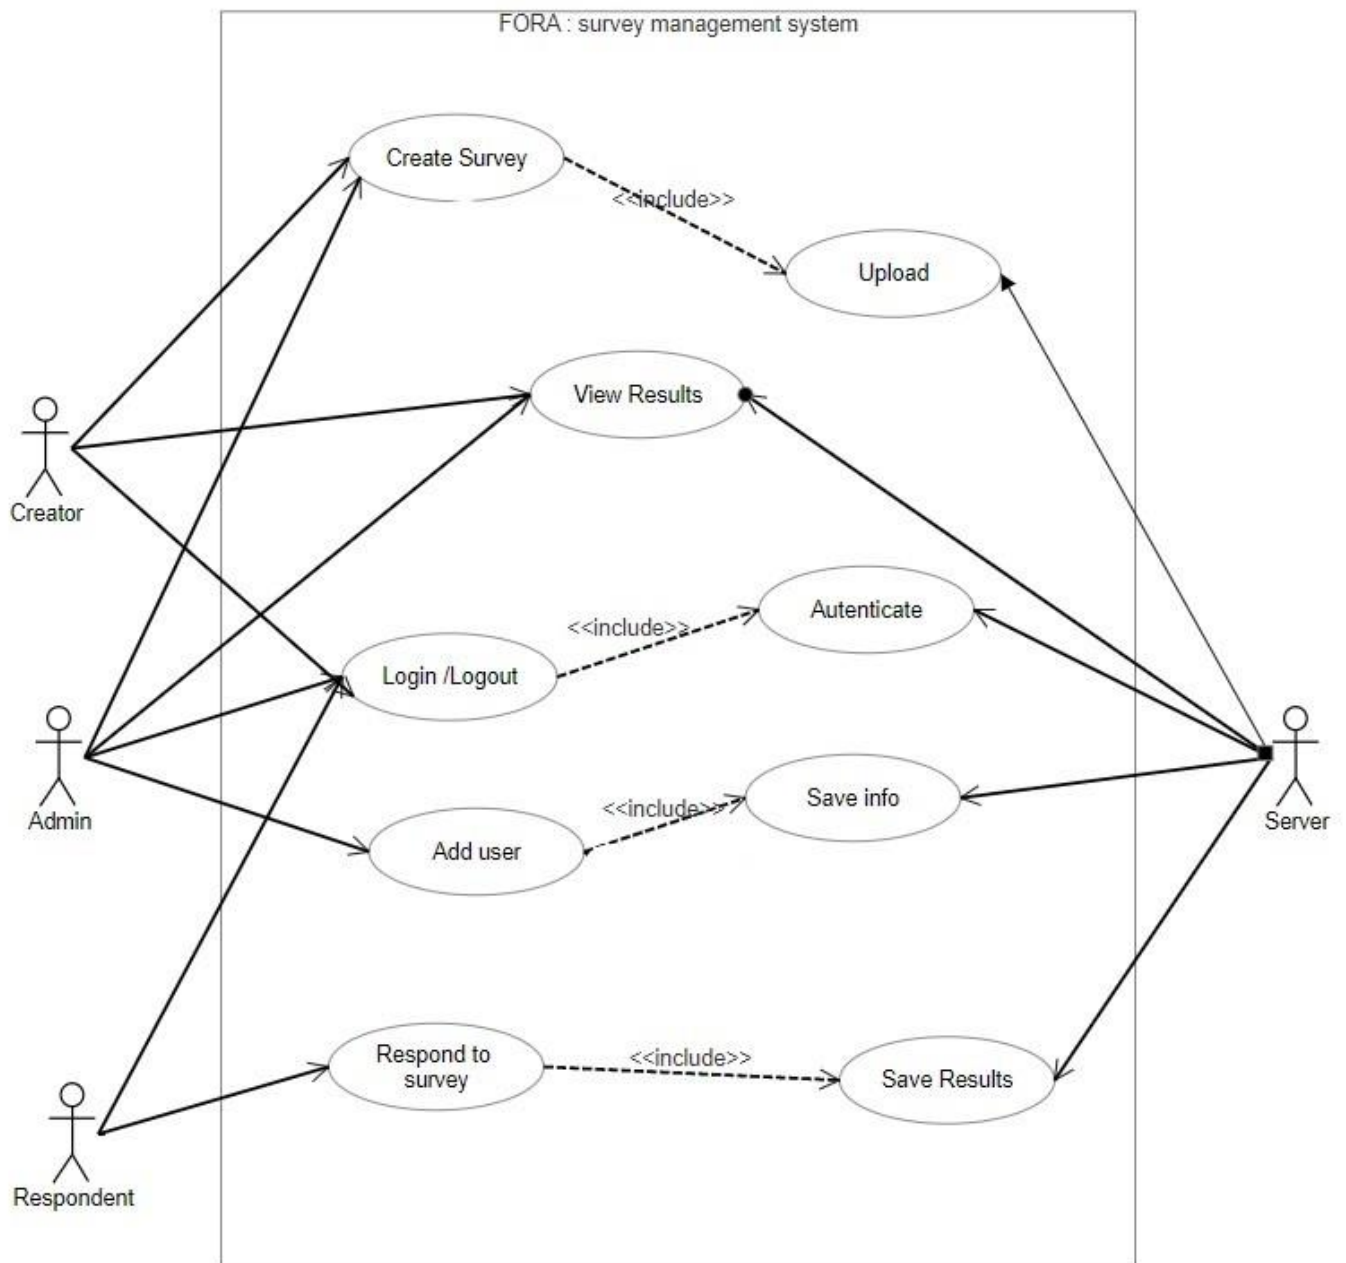 FORA : survey management system
Create Survey
<<include>>
Upload
View Results
Creator
Autenticate
<<include>>
Login /Logout
Save info
<<include>>
Admin
Server
Add user
Respond to
survey
<<include>>
Save Results
Respondent